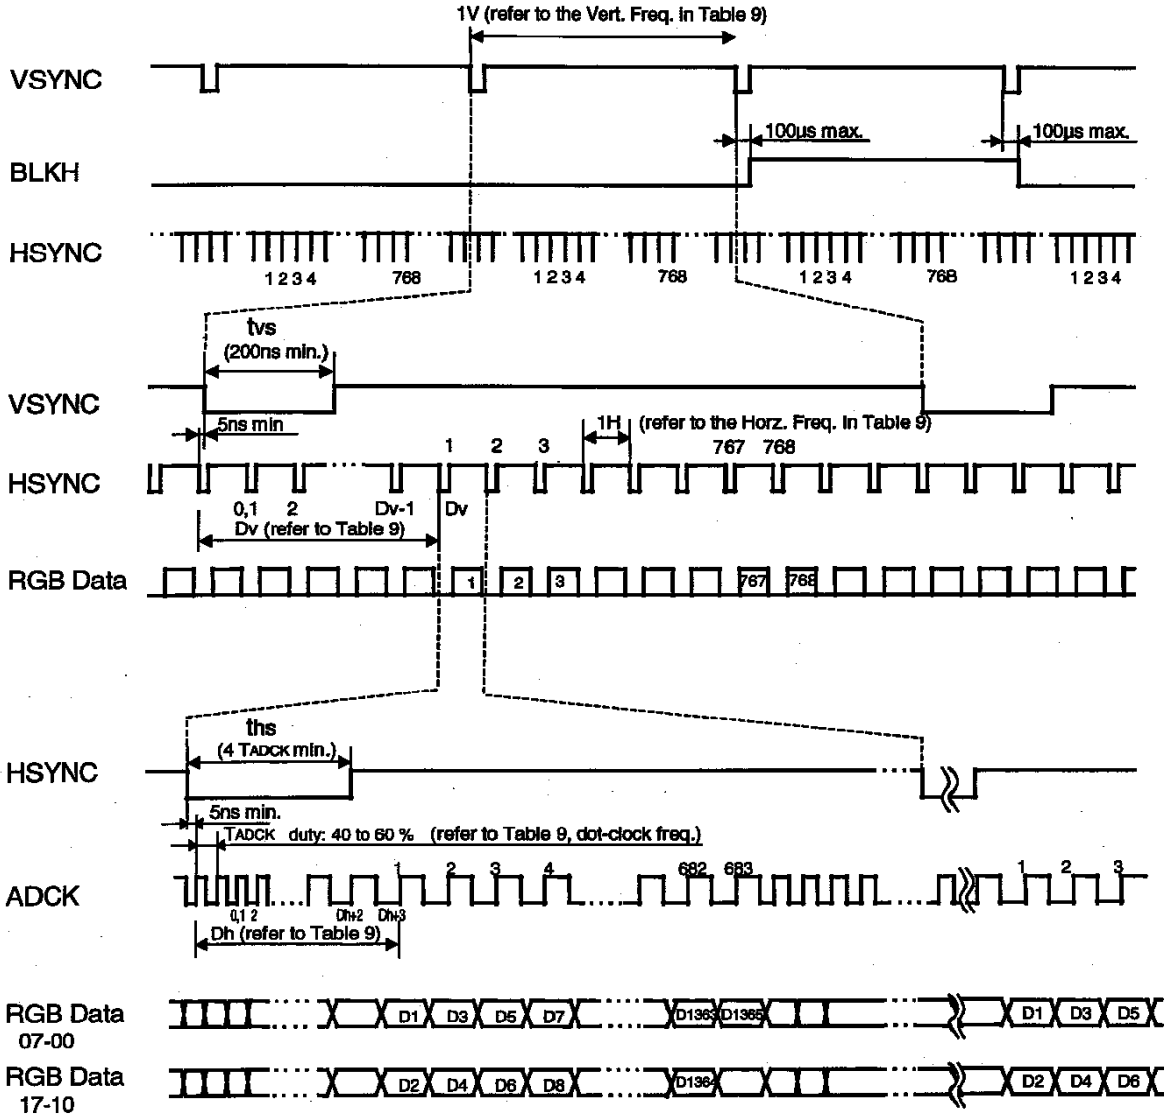 1V (refer to the Vert. Freq. in Table 9)
VSYNC
100µs max. 100µs max.
BLKH
HSYNC
1 2 3 4 768 1 2 3 4 768 1 2 3 4 768 1 2 3 4
tvs
(200ns min.)
VSYNC
5ns min 1H (refer to the Horz. Freq. in Table 9)
1 2 3 767 768
HSYNC
0,1 2 Dv-1 Dv
Dv (refer to Table 9)
RGB Data 1 2 3 767 768
ths
(4 TADCK min.)
HSYNC
5ns min.
TADCK duty: 40 to 60 % (refer to Table 9, dot-clock freq.)
1 2 3 4 682 683 1 2 3
ADCK
0,1 2 Dh+2 Dh+3
Dh (refer to Table 9)
RGB Data D1 D3 D5 D7 D1363 D1365 D1 D3 D5
07-00
RGB Data D2 D4 D6 D8 D1364 D2 D4 D6
17-10